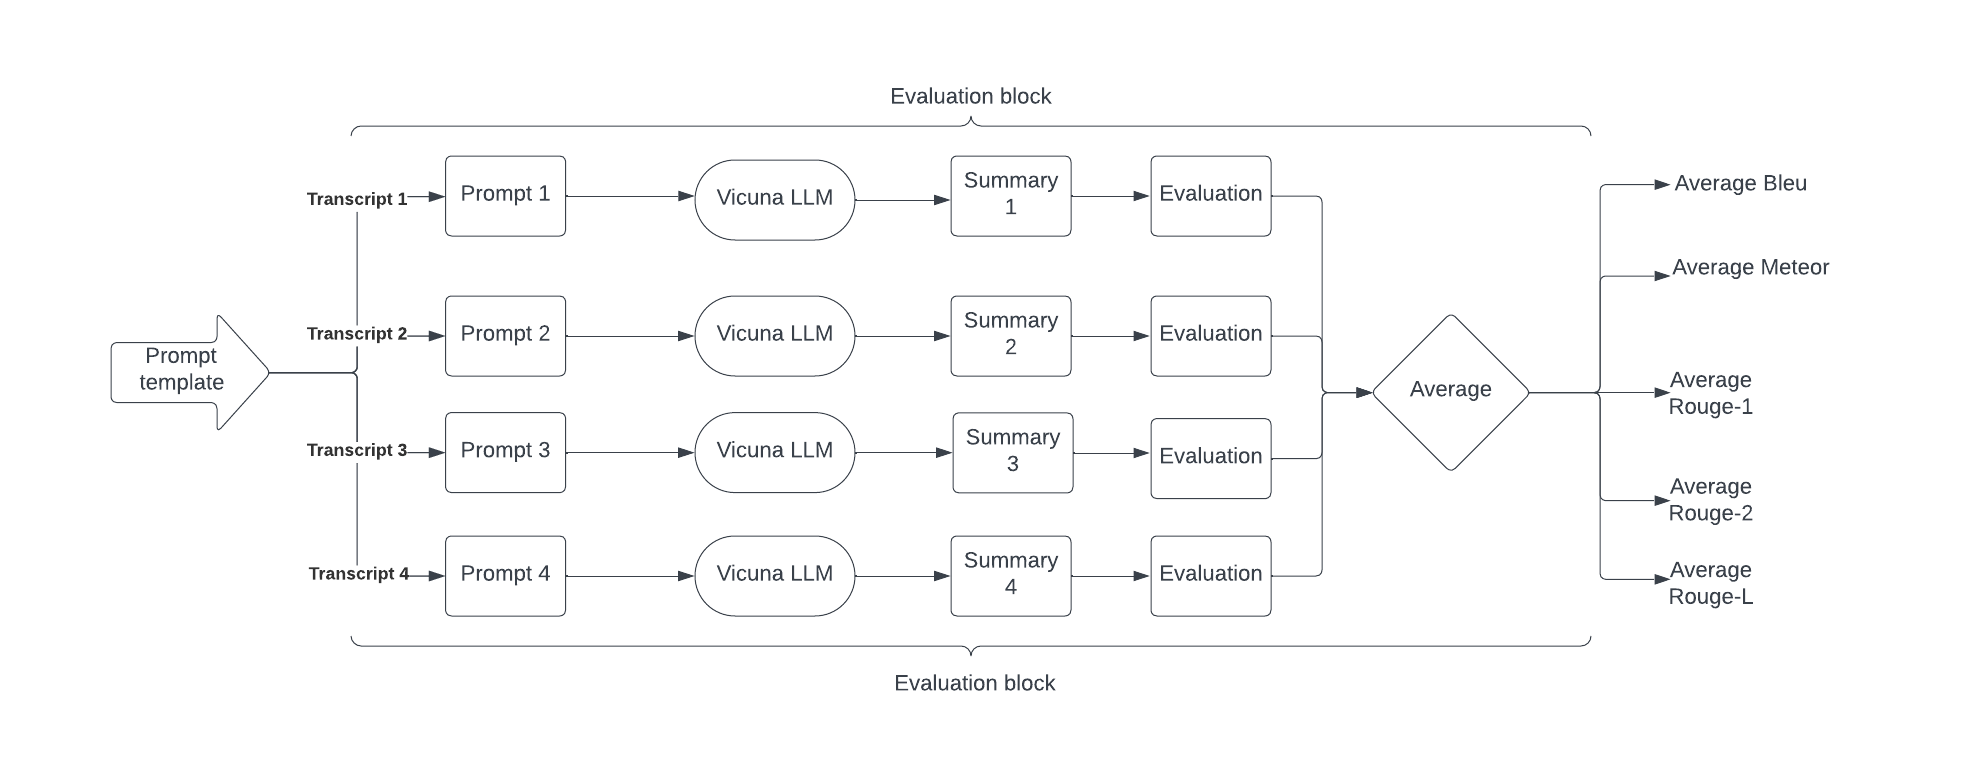 Evaluation block
Transcript 1
Prompt 1
Vicuna LLM
Summary
1
Evaluation
Average Bleu
Average Meteor
Prompt
template
Transcript 2
Prompt 2
Vicuna LLM
Summary
2
Evaluation
Average
Average
Rouge-1
Transcript 3
Prompt 3
Vicuna LLM
Summary
3
Evaluation
Average
Rouge-2
Transcript 4
Prompt 4
Vicuna LLM
Summary
4
Evaluation
Average
Rouge-L
Evaluation block